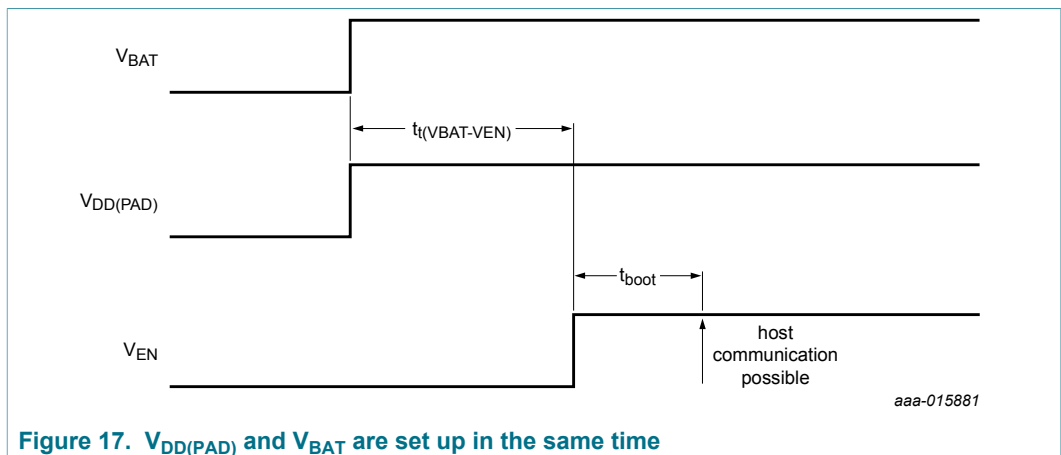 VBAT
tt(VBAT-VEN)
VDD(PAD)
tboot
VEN
host
communication
possible
aaa-015881
Figure 17. VDD(PAD) and VBAT are set up in the same time